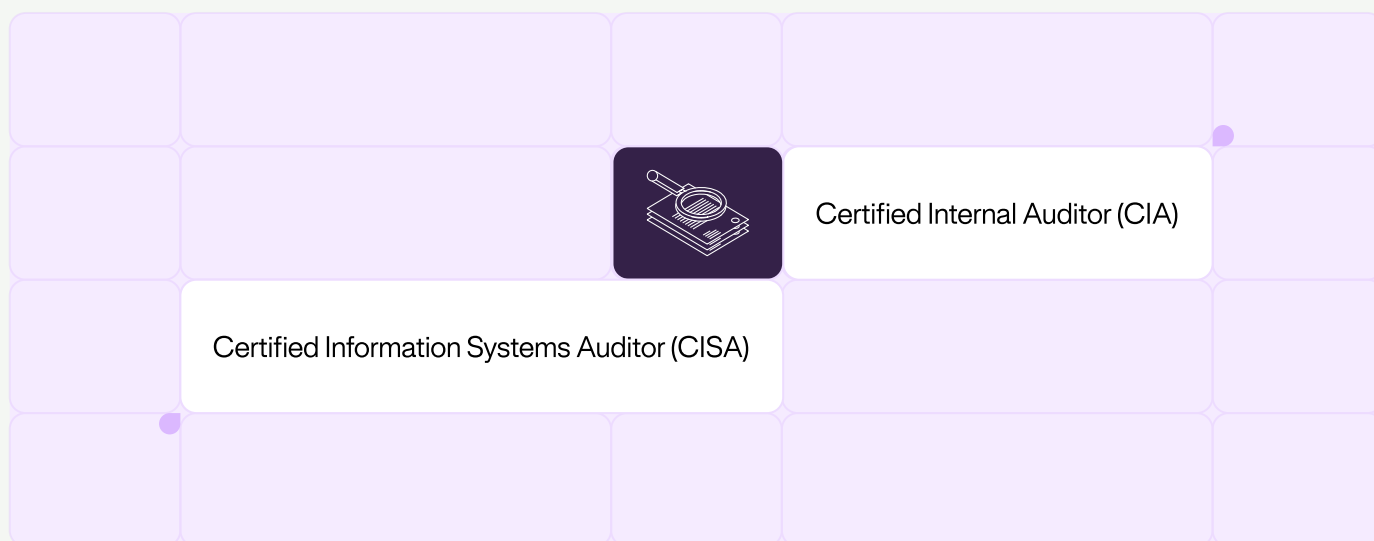 Certified Internal Auditor (CIA)
Certified Information Systems Auditor (CISA)